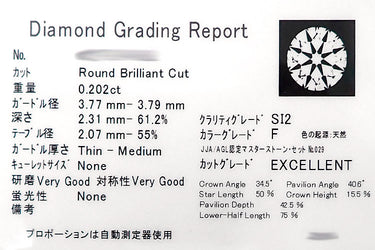 Diamond Grading Report
No.
カット Round Brilliant Cut
重量 0.202ct
ガードル径 3.77 mm- 3.79 mm
深さ 2.31 mm- 61.2%
テーブル径 2.07 mm- 55%
ガードル厚さ Thin - Medium
キューレットサイズ None
研磨 Very Good 対称性 Very Good
蛍光性 None
備考
プロポーションは自動測定器使用
クラリティグレード SI2
カラーグレード F 色の起源:天然
JJA/AGL認定マスターストーン・セット №029
カットグレード EXCELLENT
Crown Angle 34.5° Pavilion Angle 40.6°
Star Length 50 % Crown Height 15.5 %
Pavilion Depth 42.5 %
Lower-Half Length 75 %